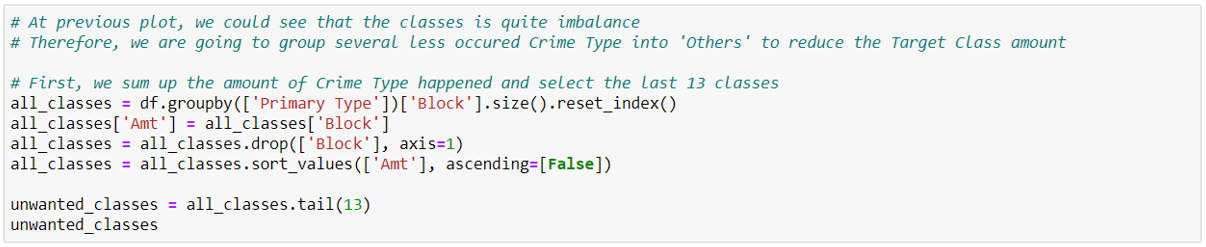 # At previous plot, we could see that the classes is quite imbalance
# Therefore, we are going to group several less occured Crime Type into 'Others' to reduce the Target Class amount
# First, we sum up the amount of Crime Type happened and select the last 13 classes
all_classes = df.groupby(['Primary Type'])['Block'].size().reset_index()
all_classes['Amt'] = all_classes['Block']
all_classes = all_classes.drop(['Block'], axis=1)
all_classes = all_classes.sort_values(['Amt'], ascending=[False])
unwanted_classes = all_classes.tail(13)
unwanted_classes